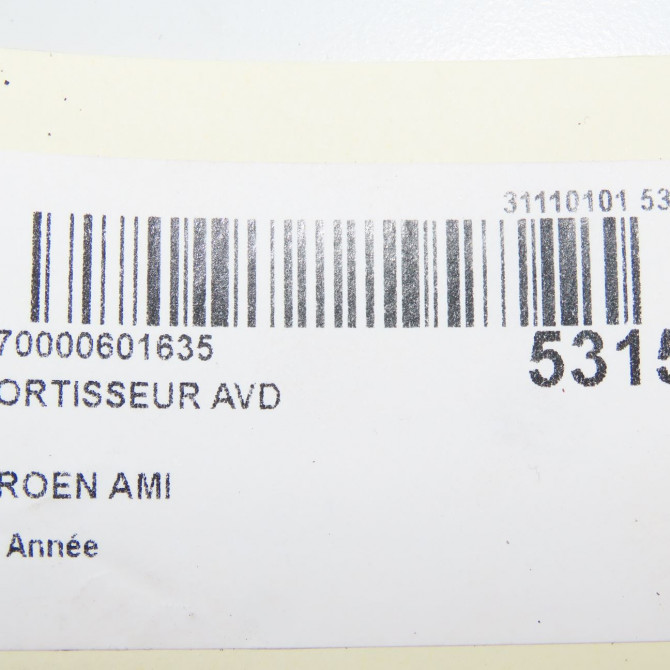 31110101 53
70000601635
5315
ORTISSEUR AVD
ROEN AMI
Année